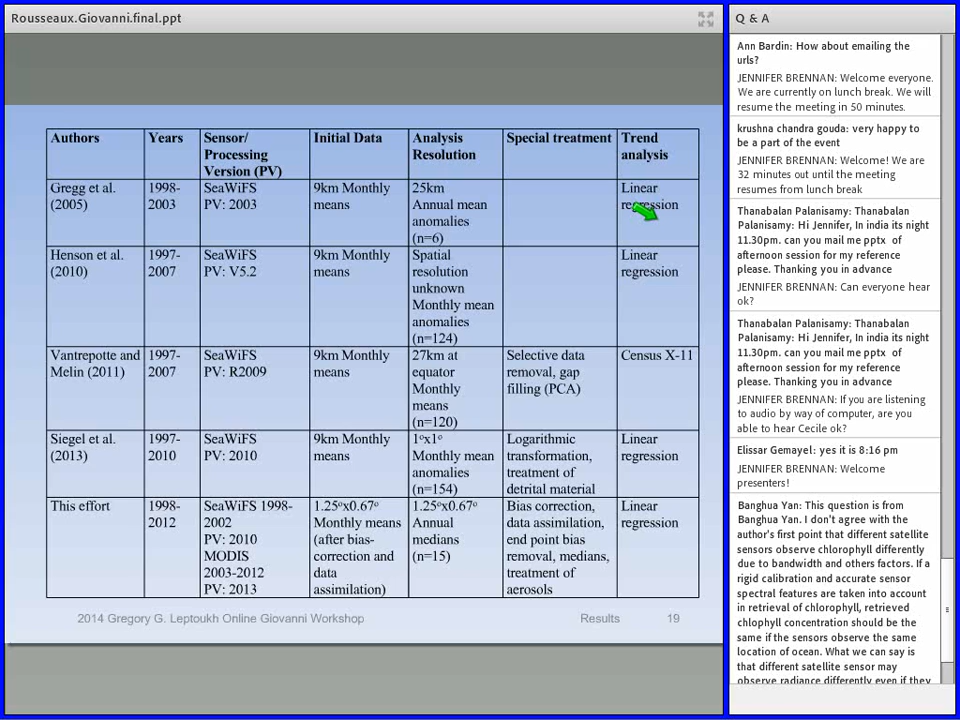 Rousseaux.Giovanni.final.ppt
Authors
Years
Sensor/
Processing
Version (PV)
Initial Data
Analysis
Resolution
Special treatment
Trend
analysis
Gregg et al.
(2005)
1998-
2003
SeaWiFS
PV: 2003
9km Monthly
means
25km
Annual mean
anomalies
(n=6)
Linear
regression
Henson et al.
(2010)
1997-
2007
SeaWiFS
PV: V5.2
9km Monthly
means
Spatial
resolution
unknown
Monthly mean
anomalies
(n=124)
Linear
regression
Vantrepotte and
Melin (2011)
1997-
2007
SeaWiFS
PV: R2009
9km Monthly
means
27km at
equator
Monthly
means
(n=120)
Selective data
removal, gap
filling (PCA)
Census X-11
Siegel et al.
(2013)
1997-
2010
SeaWiFS
PV: 2010
9km Monthly
means
1ºx1º
Monthly mean
anomalies
(n=154)
Logarithmic
transformation,
treatment of
detrital material
Linear
regression
This effort
1998-
2012
SeaWiFS 1998-
2002
PV: 2010
MODIS
2003-2012
PV: 2013
1.25ºx0.67º
Monthly means
(after bias-
correction and
data
assimilation)
1.25ºx0.67º
Annual
medians
(n=15)
Bias correction,
data assimilation,
end point bias
removal, medians,
treatment of
aerosols
Linear
regression
2014 Gregory G. Leptoukh Online Giovanni Workshop
Results
19
Q & A
Ann Bardin: How about emailing the
urls?
JENNIFER BRENNAN: Welcome everyone.
We are currently on lunch break. We will
resume the meeting in 50 minutes.
krushna chandra gouda: very happy to
be a part of the event
JENNIFER BRENNAN: Welcome! We are
32 minutes out until the meeting
resumes from lunch break
Thanabalan Palanisamy: Thanabalan
Palanisamy: Hi Jennifer, In india its night
11.30pm. can you mail me pptx of
afternoon session for my reference
please. Thanking you in advance
JENNIFER BRENNAN: Can everyone hear
ok?
Thanabalan Palanisamy: Thanabalan
Palanisamy: Hi Jennifer, In india its night
11.30pm. can you mail me pptx of
afternoon session for my reference
please. Thanking you in advance
JENNIFER BRENNAN: If you are listening
to audio by way of computer, are you
able to hear Cecile ok?
Elissar Gemayel: yes it is 8:16 pm
JENNIFER BRENNAN: Welcome
presenters!
Banghua Yan: This question is from
Banghua Yan. I don't agree with the
author's first point that different satellite
sensors observe chlorophyll differently
due to bandwidth and others factors. If a
rigid calibration and accurate sensor
spectral features are taken into account
in retrieval of chlorophyll, retrieved
chlophyll concentration should be the
same if the sensors observe the same
location of ocean. What we can say is
that different satellite sensor may
observe radiance differently even if they